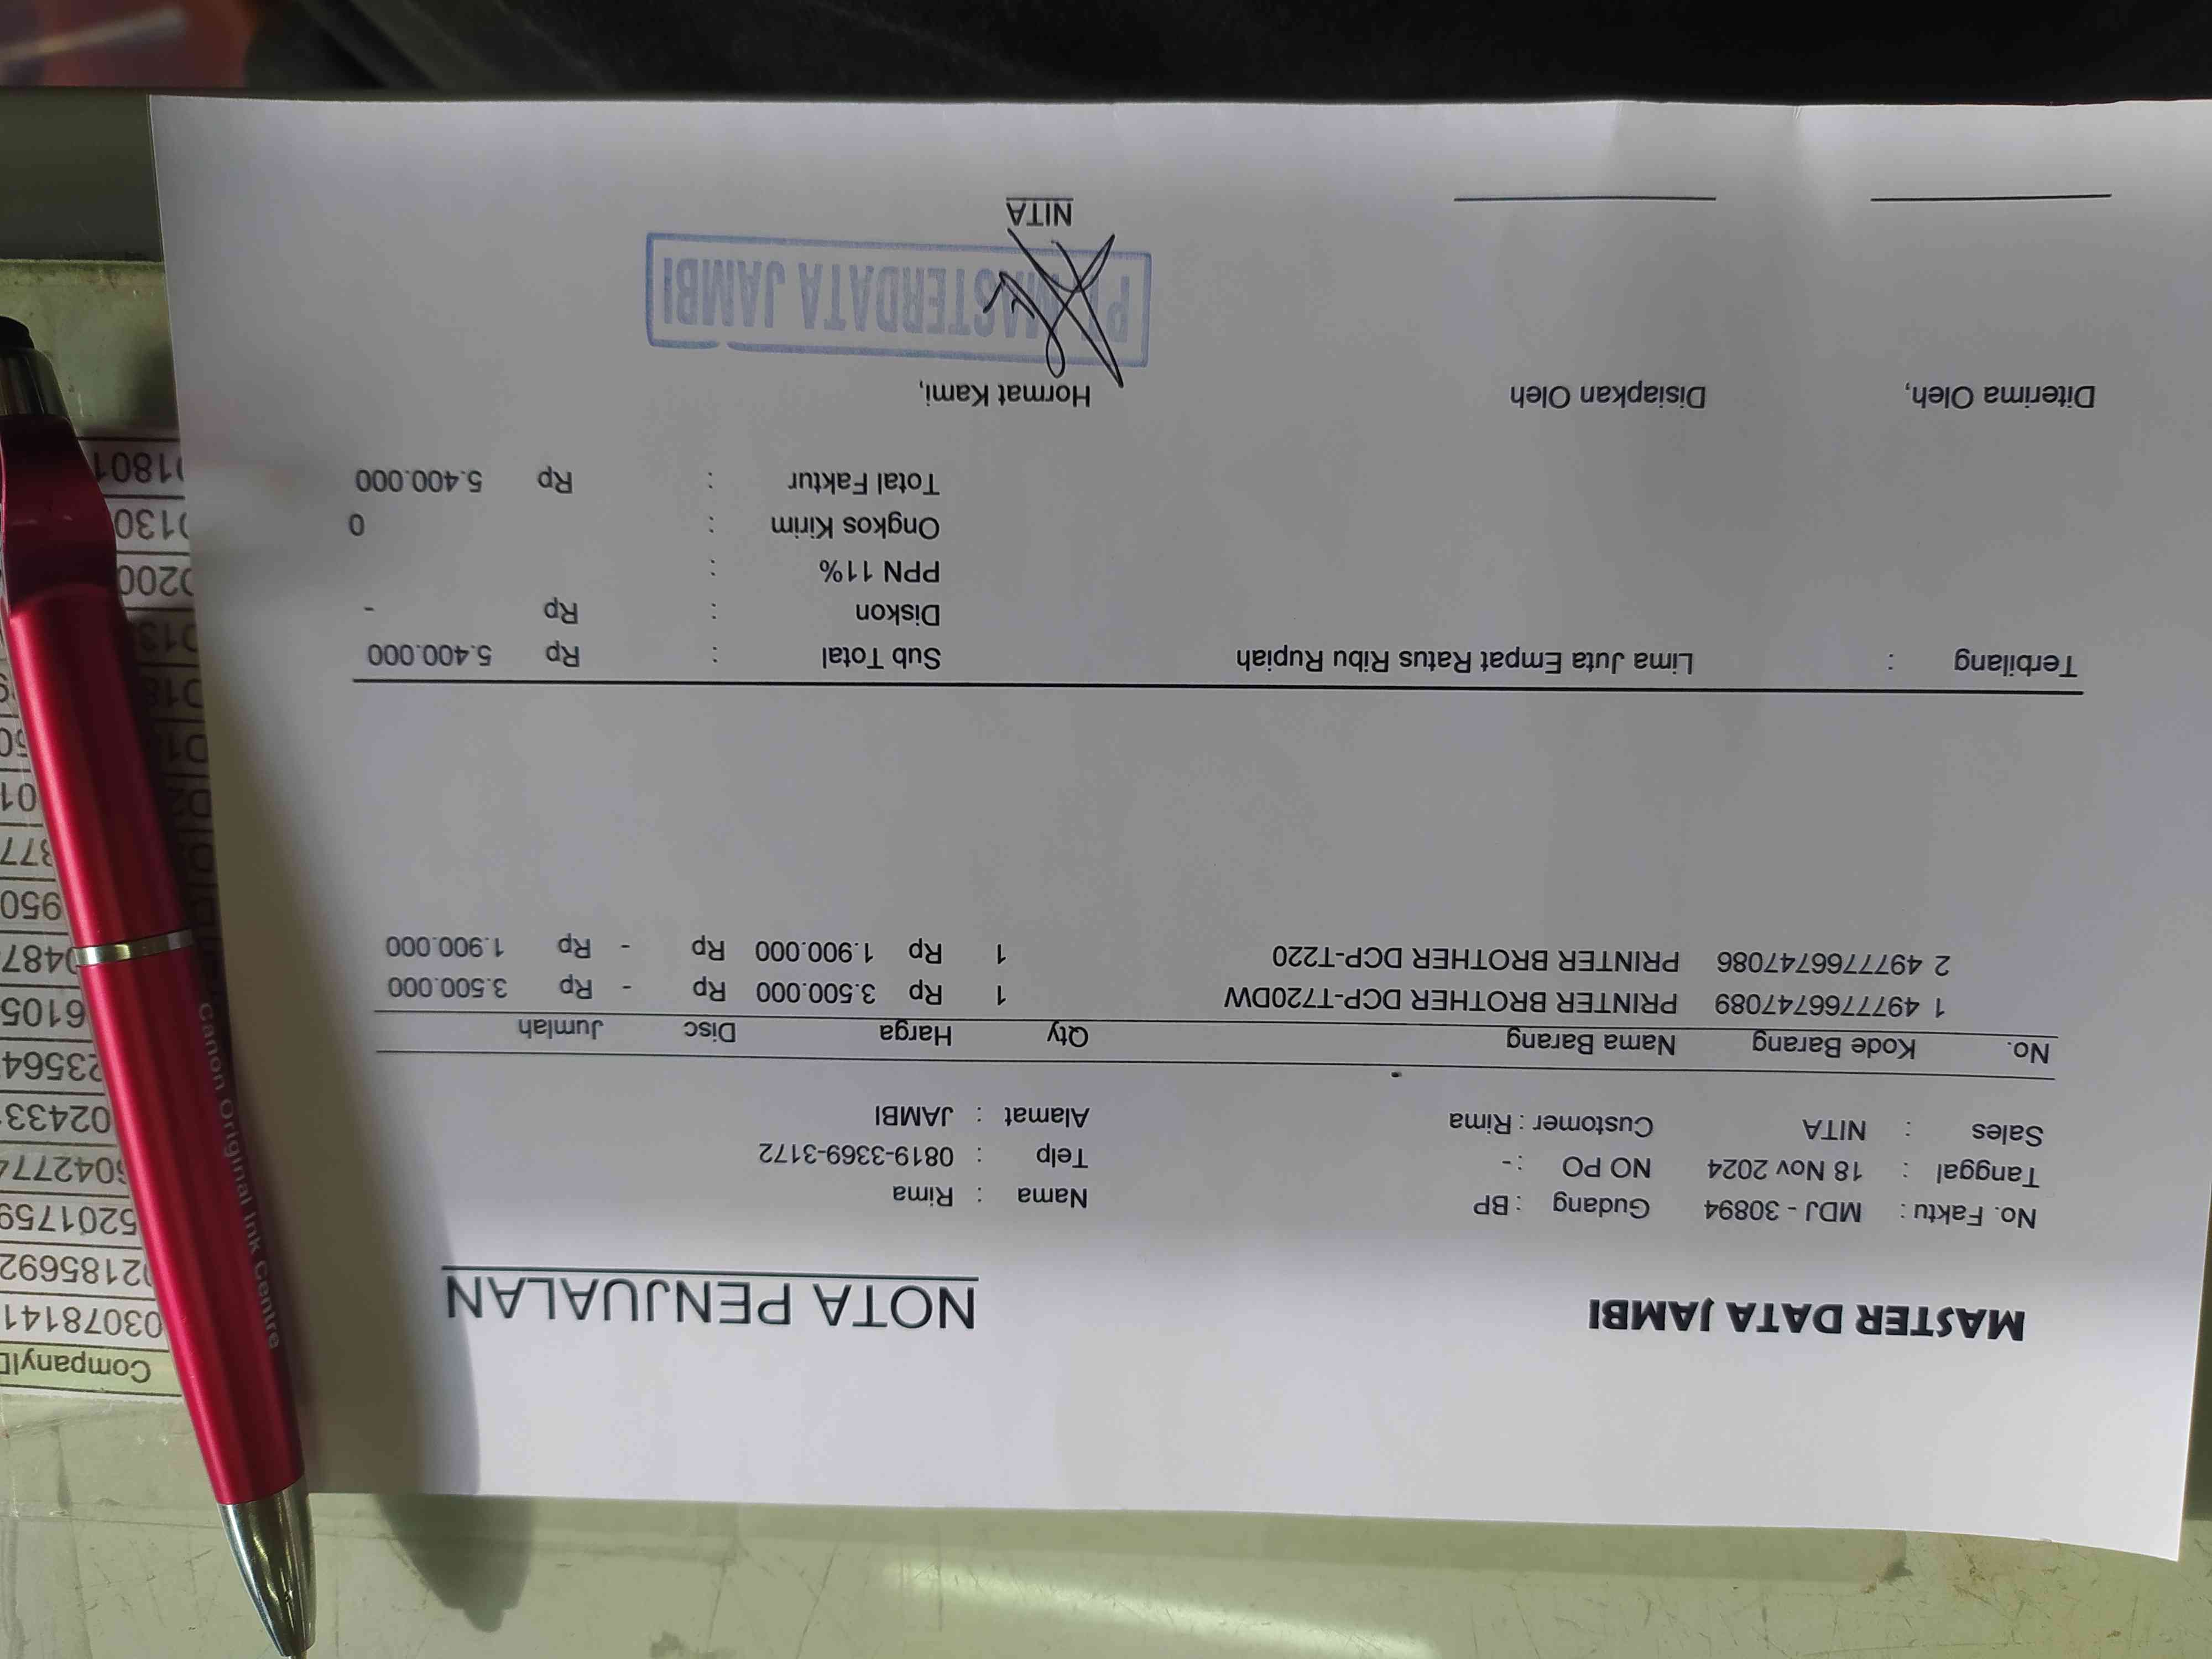 MASTER DATA JAMBI
NOTA PENJUALAN
No. Faktu : MDJ - 30894 Gudang : BP
Tanggal : 18 Nov 2024 NO PO : -
Sales : NITA Customer : Rima
Nama : Rima
Telp : 0819-3369-3172
Alamat : JAMBI
No. Kode Barang Nama Barang Qty Harga Disc Jumlah
1 4977766747089 PRINTER BROTHER DCP-T720DW 1 Rp 3.500.000 Rp - Rp 3.500.000
2 4977766747086 PRINTER BROTHER DCP-T220 1 Rp 1.900.000 Rp - Rp 1.900.000
Terbilang : Lima Juta Empat Ratus Ribu Rupiah
Sub Total : Rp 5.400.000
Diskon : Rp -
PPN 11% :
Ongkos Kirim : 0
Total Faktur : Rp 5.400.000
Diterima Oleh,
Disiapkan Oleh
Hormat Kami,
PT MASTERDATA JAMBI
NITA
Canon Original Ink Centre
CompanyID
03078141
02185692